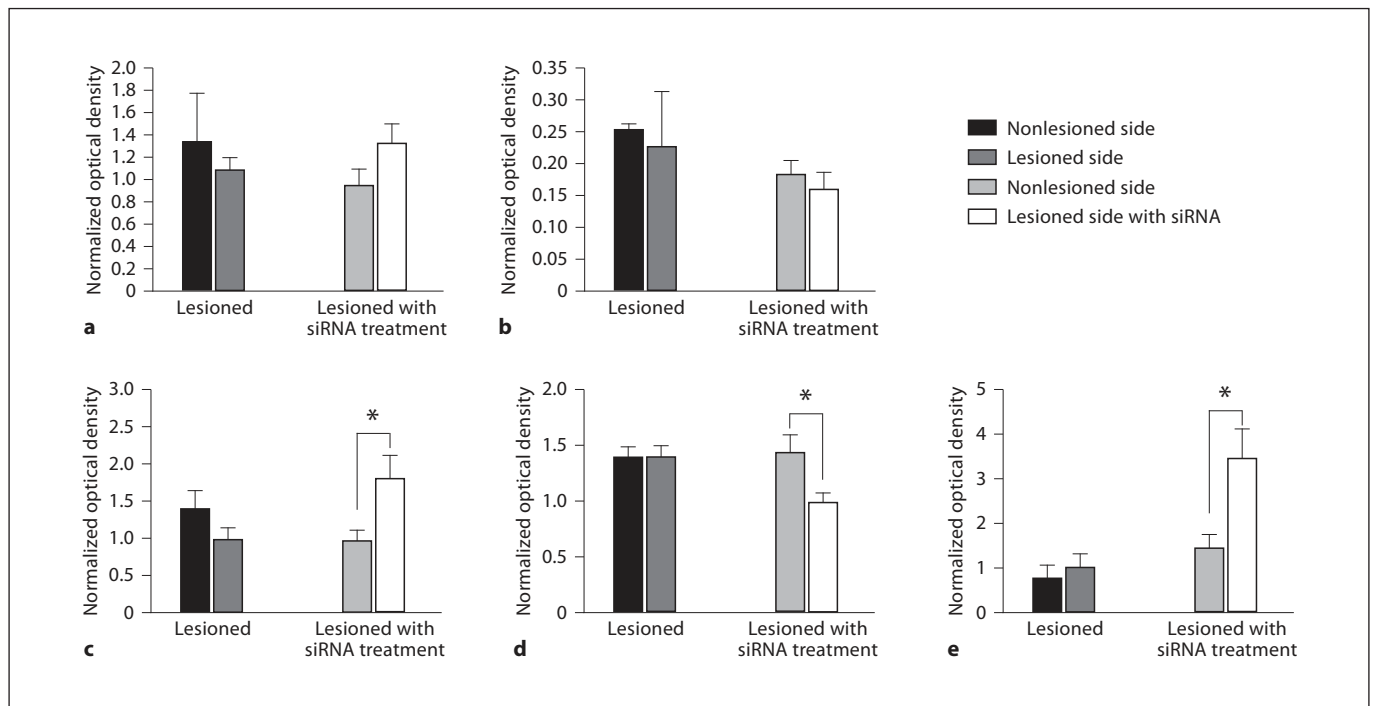 Normalized optical density
2.0
1.8
1.6
1.4
1.2
1.0
0.8
0.6
0.4
0.2
0
Lesioned
Lesioned with
siRNA treatment
a
Normalized optical density
0.35
0.30
0.25
0.20
0.15
0.10
0.05
0
Lesioned
Lesioned with
siRNA treatment
b
Nonlesioned side
Lesioned side
Nonlesioned side
Lesioned side with siRNA
Normalized optical density
3.0
2.5
2.0
1.5
1.0
0.5
0
*
Lesioned
Lesioned with
siRNA treatment
c
Normalized optical density
2.0
1.5
1.0
0.5
0
*
Lesioned
Lesioned with
siRNA treatment
d
Normalized optical density
5
4
3
2
1
0
*
Lesioned
Lesioned with
siRNA treatment
e